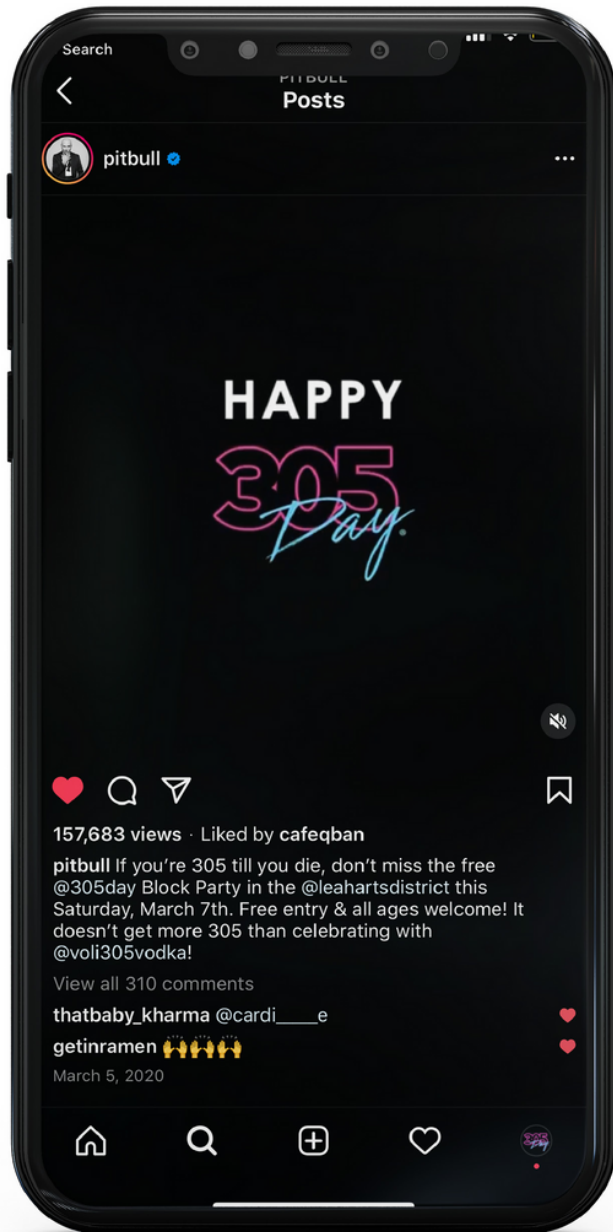 Search
PITBULL
Posts
pitbull
HAPPY
305
Day.
157,683 views · Liked by cafeqban
pitbull If you're 305 till you die, don't miss the free
@305day Block Party in the @leahartsdistrict this
Saturday, March 7th. Free entry & all ages welcome! It
doesn't get more 305 than celebrating with
@voli305vodka!
View all 310 comments
thatbaby_kharma @cardi____e
getinramen 🙌🙌🙌
March 5, 2020
305
Day